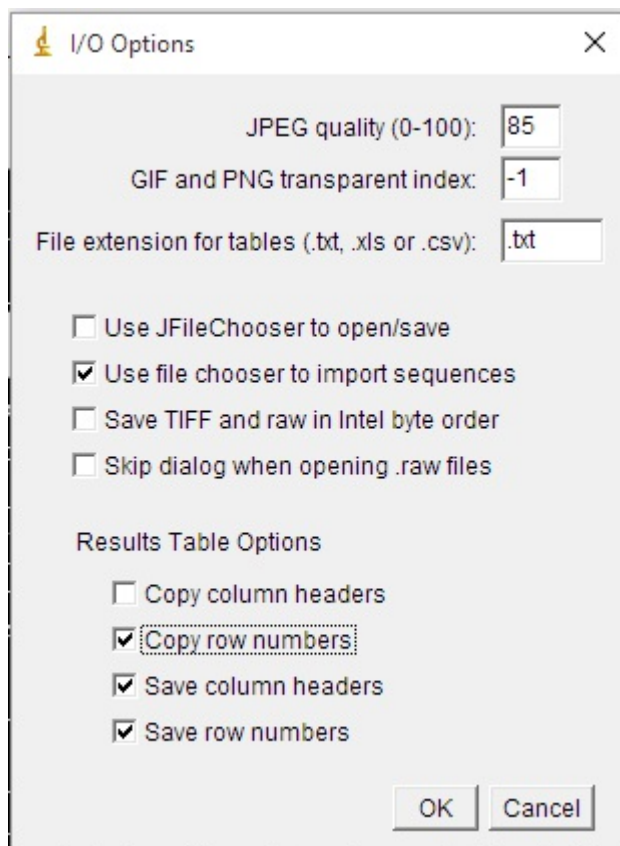 I/O Options
JPEG quality (0-100): 85
GIF and PNG transparent index: -1
File extension for tables (.txt, .xls or .csv): .txt
Use JFileChooser to open/save
Use file chooser to import sequences
Save TIFF and raw in Intel byte order
Skip dialog when opening .raw files
Results Table Options
Copy column headers
Copy row numbers
Save column headers
Save row numbers
OK Cancel